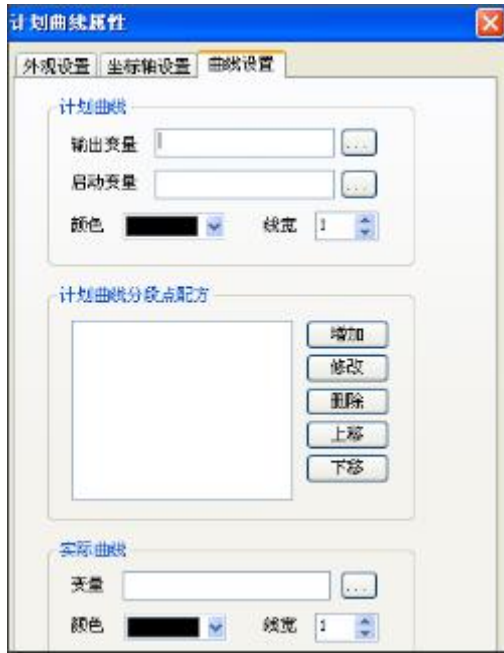 计划曲线属性
外观设置 坐标轴设置 曲线设置
计划曲线
输出变量 ...
启动变量 ...
颜色 线宽 1
计划曲线分段点配方
增加
修改
删除
上移
下移
实际曲线
变量 ...
颜色 线宽 1